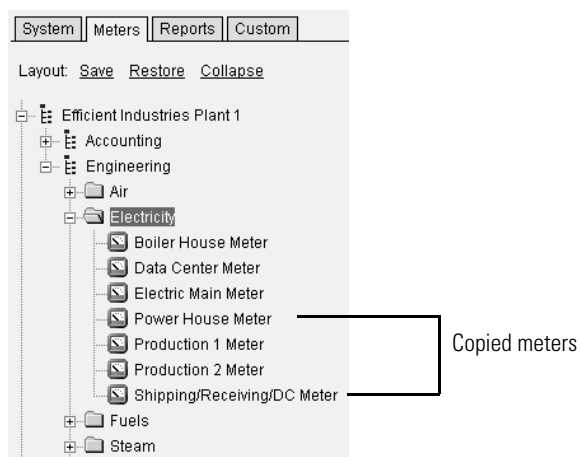 System Meters Reports Custom
Layout: Save Restore Collapse
Efficient Industries Plant 1
Accounting
Engineering
Air
Electricity
Boiler House Meter
Data Center Meter
Electric Main Meter
Power House Meter
Production 1 Meter
Production 2 Meter
Shipping/Receiving/DC Meter
Fuels
Steam
Copied meters